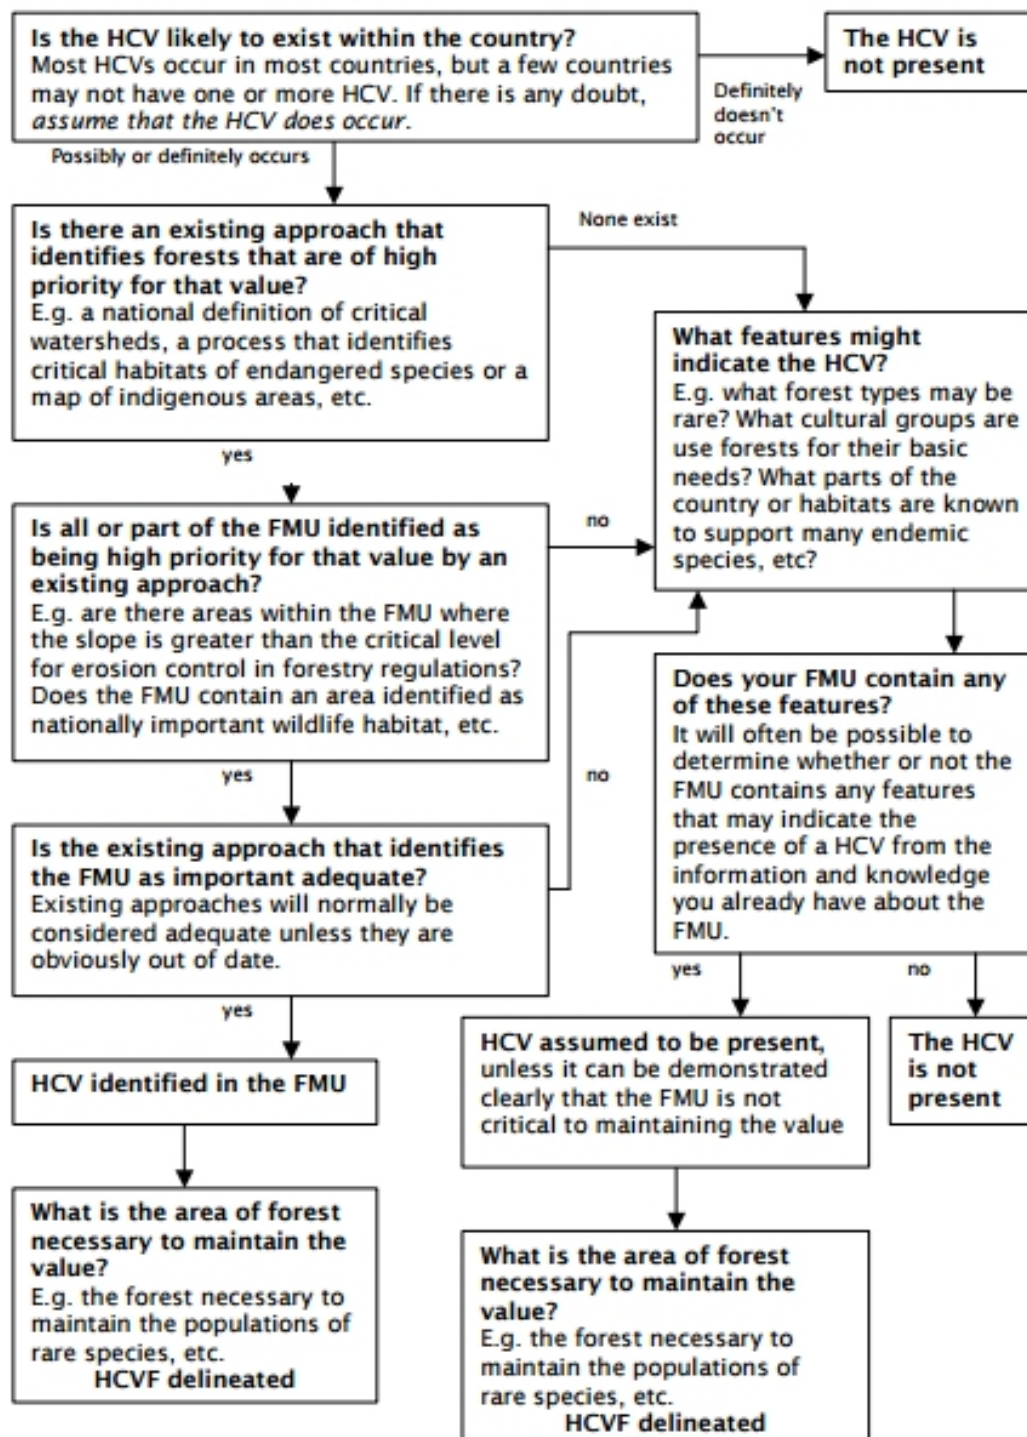 Is the HCV likely to exist within the country?
Most HCVs occur in most countries, but a few countries
may not have one or more HCV. If there is any doubt,
assume that the HCV does occur.
The HCV is
not present
Definitely
doesn't
occur
Possibly or definitely occurs
Is there an existing approach that
identifies forests that are of high
priority for that value?
E.g. a national definition of critical
watersheds, a process that identifies
critical habitats of endangered species or a
map of indigenous areas, etc.
None exist
What features might
indicate the HCV?
E.g. what forest types may be
rare? What cultural groups are
use forests for their basic
needs? What parts of the
country or habitats are known
to support many endemic
species, etc?
yes
Is all or part of the FMU identified as
being high priority for that value by an
existing approach?
E.g. are there areas within the FMU where
the slope is greater than the critical level
for erosion control in forestry regulations?
Does the FMU contain an area identified as
nationally important wildlife habitat, etc.
no
Does your FMU contain any
of these features?
It will often be possible to
determine whether or not the
FMU contains any features
that may indicate the
presence of a HCV from the
information and knowledge
you already have about the
FMU.
yes
no
Is the existing approach that identifies
the FMU as important adequate?
Existing approaches will normally be
considered adequate unless they are
obviously out of date.
yes
no
yes
HCV assumed to be present,
unless it can be demonstrated
clearly that the FMU is not
critical to maintaining the value
The HCV
is not
present
HCV identified in the FMU
What is the area of forest
necessary to maintain the
value?
E.g. the forest necessary to
maintain the populations of
rare species, etc.
HCVF delineated
What is the area of forest
necessary to maintain the
value?
E.g. the forest necessary to
maintain the populations of
rare species, etc.
HCVF delineated